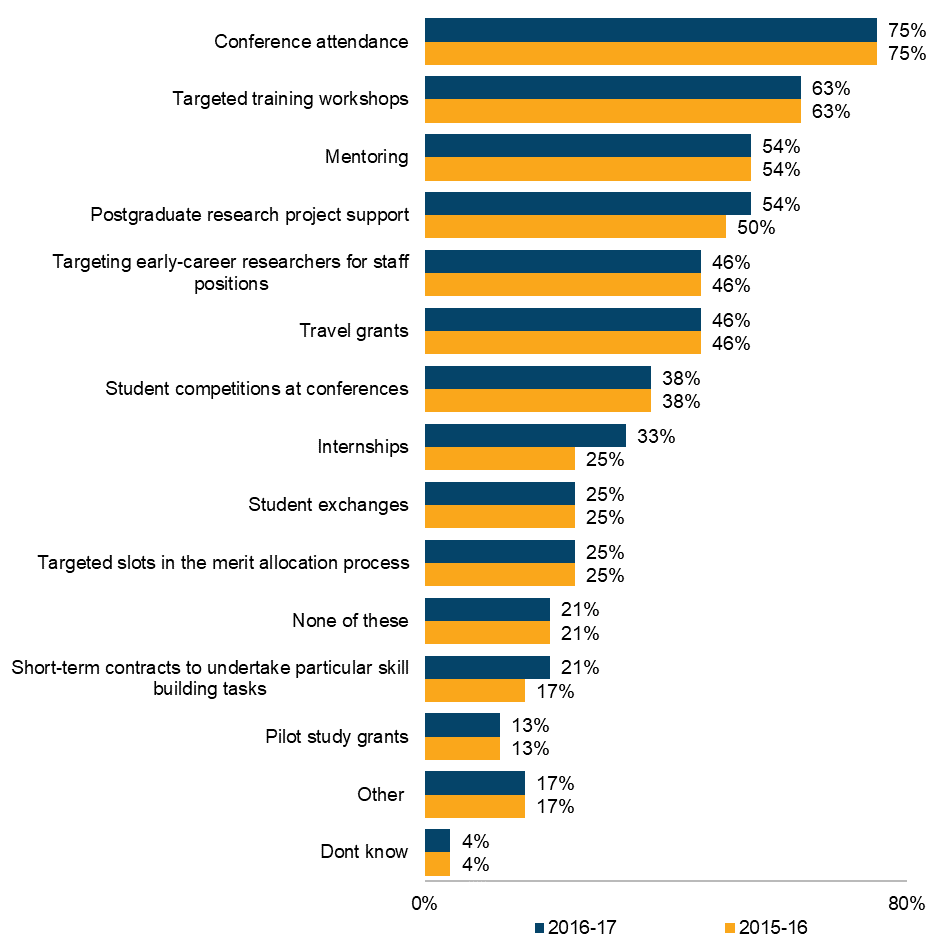 Conference attendance
75%
75%
Targeted training workshops
63%
63%
Mentoring
54%
54%
Postgraduate research project support
54%
50%
Targeting early-career researchers for staff
positions
46%
46%
Travel grants
46%
46%
Student competitions at conferences
38%
38%
Internships
33%
25%
Student exchanges
25%
25%
Targeted slots in the merit allocation process
25%
25%
None of these
21%
21%
Short-term contracts to undertake particular skill
building tasks
21%
17%
Pilot study grants
13%
13%
Other
17%
17%
Dont know
4%
4%
0%
80%
2016-17
2015-16